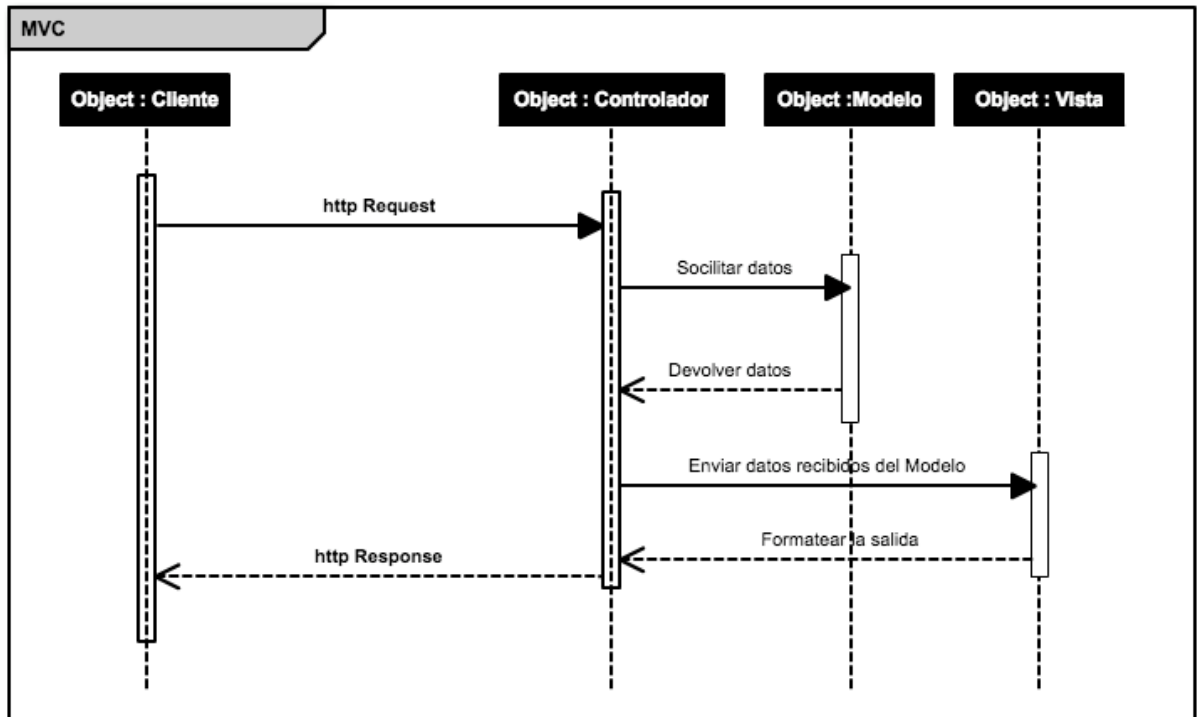 MVC
Object : Cliente
Object : Controlador
Object :Modelo
Object : Vista
http Request
Socilitar datos
Devolver datos
Enviar datos recibidos del Modelo
Formatear la salida
http Response